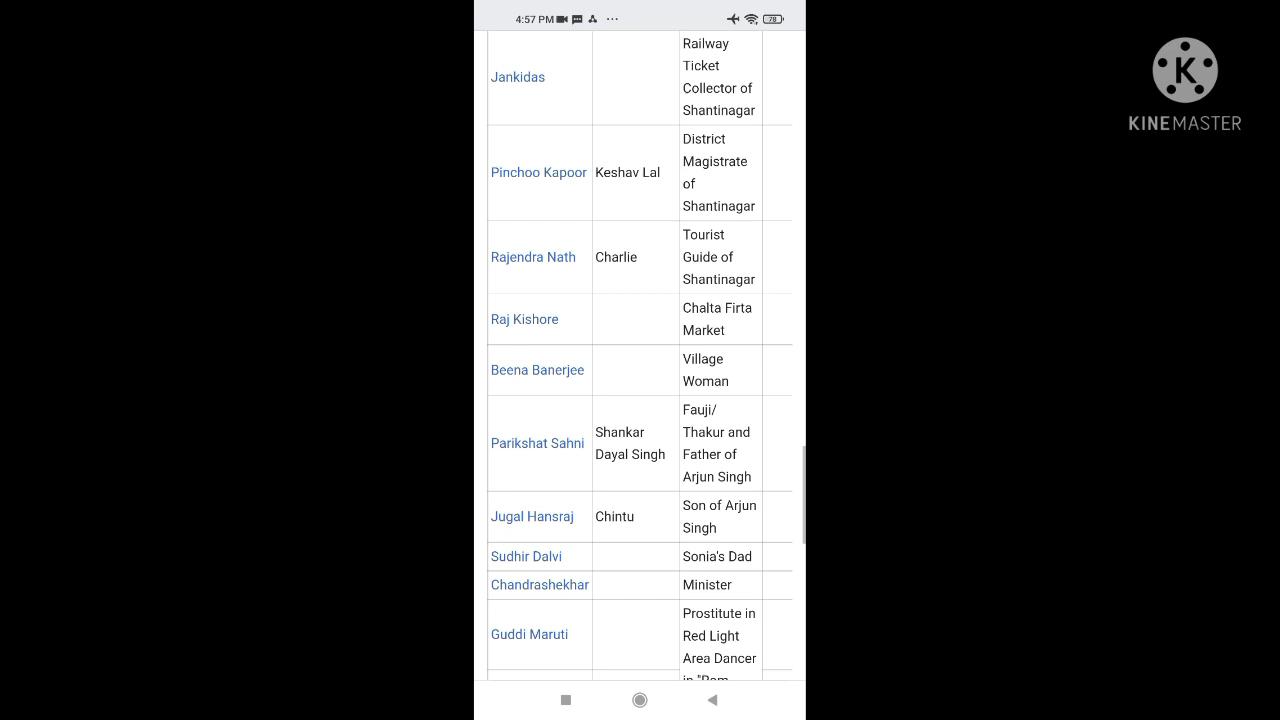 4:57 PM
78
Railway
Ticket
Jankidas
Collector of
Shantinagar
District
Magistrate
Pinchoo Kapoor Keshav Lal
of
Shantinagar
Tourist
Rajendra Nath Charlie Guide of
Shantinagar
Chalta Firta
Raj Kishore
Market
Village
Beena Banerjee
Woman
Fauji/
Shankar Thakur and
Parikshat Sahni
Dayal Singh Father of
Arjun Singh
Son of Arjun
Jugal Hansraj Chintu
Singh
Sudhir Dalvi Sonia's Dad
Chandrashekhar Minister
Prostitute in
Guddi Maruti Red Light
Area Dancer
K
KINEMASTER